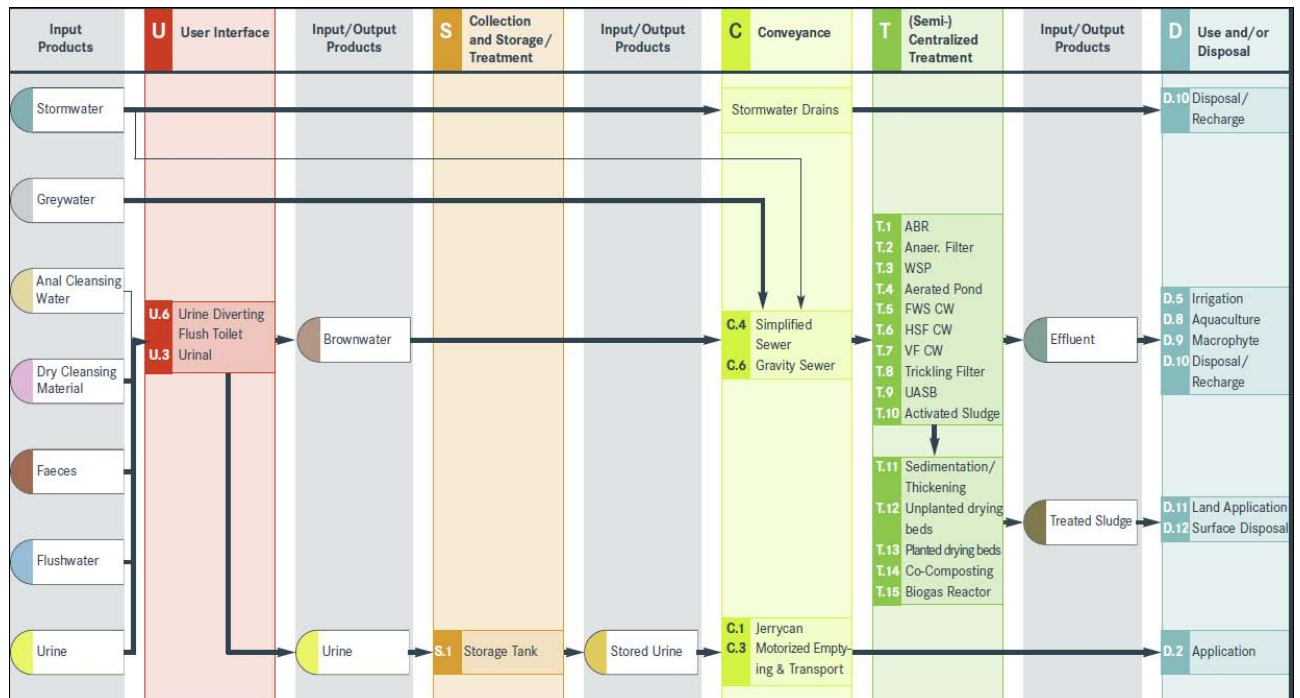 Input
Products
U User Interface
Input/Output
Products
S Collection
and Storage/
Treatment
Input/Output
Products
C Conveyance
T (Semi-)
Centralized
Treatment
Input/Output
Products
D Use and/or
Disposal
Stormwater
Stormwater Drains
D.10 Disposal/
Recharge
Greywater
Anal Cleansing
Water
Dry Cleansing
Material
Faeces
Flushwater
Urine
U.6 Urine Diverting
Flush Toilet
U.3 Urinal
Brownwater
C.4 Simplified
Sewer
C.6 Gravity Sewer
T.1 ABR
T.2 Anaer. Filter
T.3 WSP
T.4 Aerated Pond
T.5 FWS CW
T.6 HSF CW
T.7 VF CW
T.8 Trickling Filter
T.9 UASB
T.10 Activated Sludge
Effluent
D.5 Irrigation
D.8 Aquaculture
D.9 Macrophyte
D.10 Disposal/
Recharge
T.11 Sedimentation/
Thickening
T.12 Unplanted drying
beds
T.13 Planted drying beds
T.14 Co-Composting
T.15 Biogas Reactor
Treated Sludge
D.11 Land Application
D.12 Surface Disposal
Urine
S.1 Storage Tank
Stored Urine
C.1 Jerrycan
C.3 Motorized Empty-
ing & Transport
D.2 Application